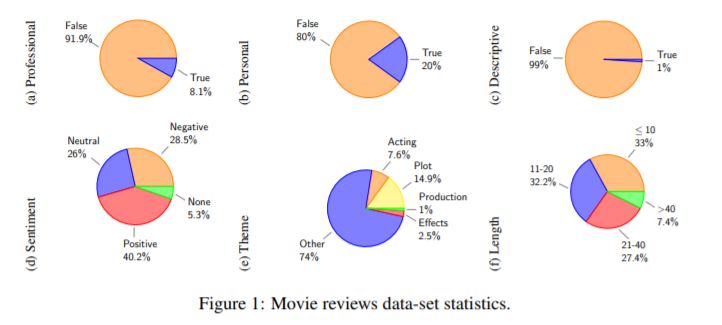 (a) Professional
False
91.9%
True
8.1%
(b) Personal
False
80%
True
20%
(c) Descriptive
False
99%
True
1%
(d) Sentiment
Neutral
26%
Negative
28.5%
None
5.3%
Positive
40.2%
(e) Theme
Acting
7.6%
Plot
14.9%
Production
1%
Effects
2.5%
Other
74%
(f) Length
≤ 10
33%
11-20
32.2%
>40
7.4%
21-40
27.4%
Figure 1: Movie reviews data-set statistics.